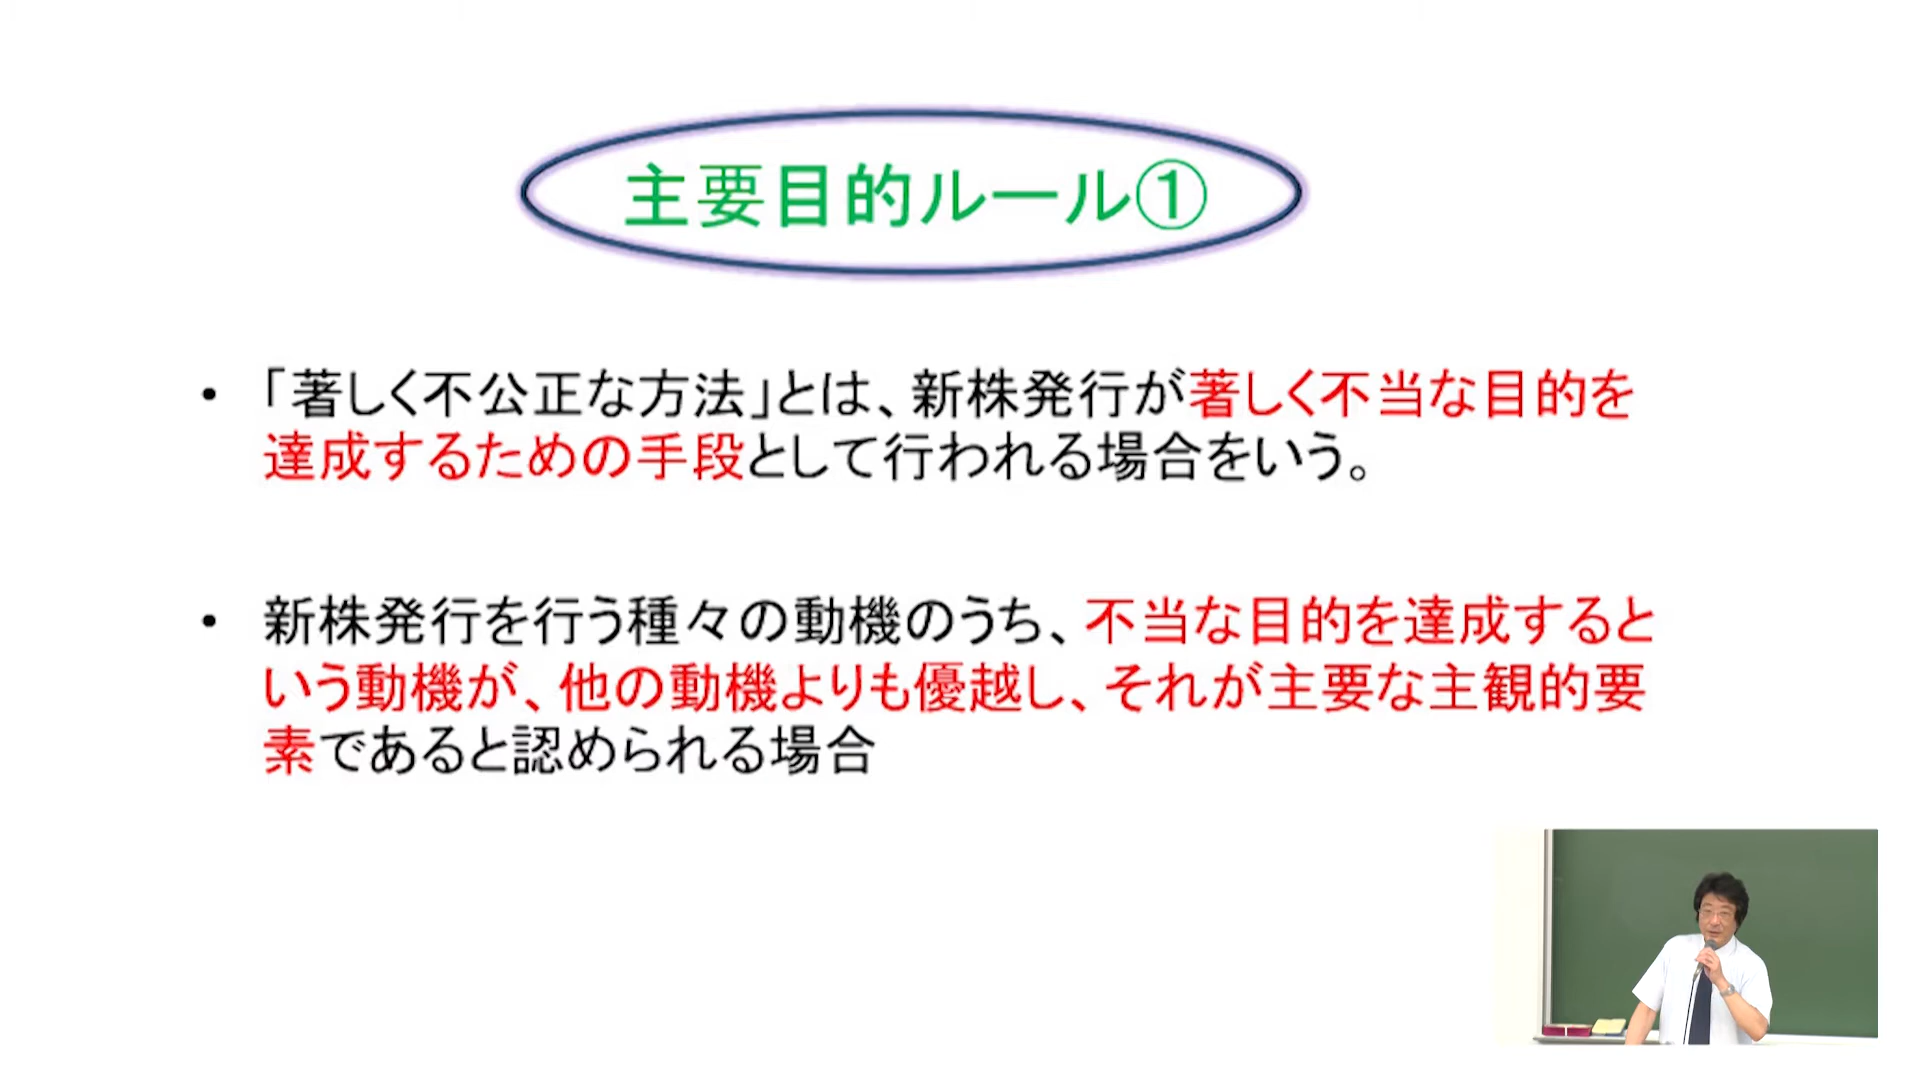 主要目的ルール①
• 「著しく不公正な方法」とは、新株発行が著しく不当な目的を
達成するための手段として行われる場合をいう。
• 新株発行を行う種々の動機のうち、不当な目的を達成すると
いう動機が、他の動機よりも優越し、それが主要な主観的要
素であると認められる場合